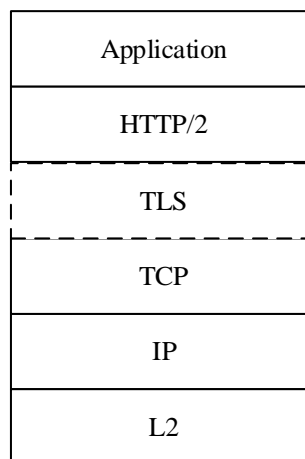 Application
HTTP/2
TLS
TCP
IP
L2